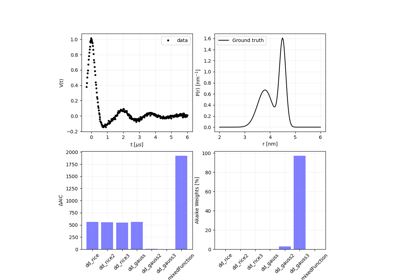 data
V(t)
1.0
0.8
0.6
0.4
0.2
0.0
−0.2
0 1 2 3 4 5 6
t [μs]
Ground truth
P(r) [nm⁻¹]
1.6
1.4
1.2
1.0
0.8
0.6
0.4
0.2
0.0
2 3 4 5 6
r [nm]
ΔAIC
2000
1750
1500
1250
1000
750
500
250
0
dd_rice
dd_rice2
dd_rice3
dd_gauss
dd_gauss2
dd_gauss3
mixedFunction
Akaike Weights [%]
100
80
60
40
20
0
dd_rice
dd_rice2
dd_rice3
dd_gauss
dd_gauss2
dd_gauss3
mixedFunction